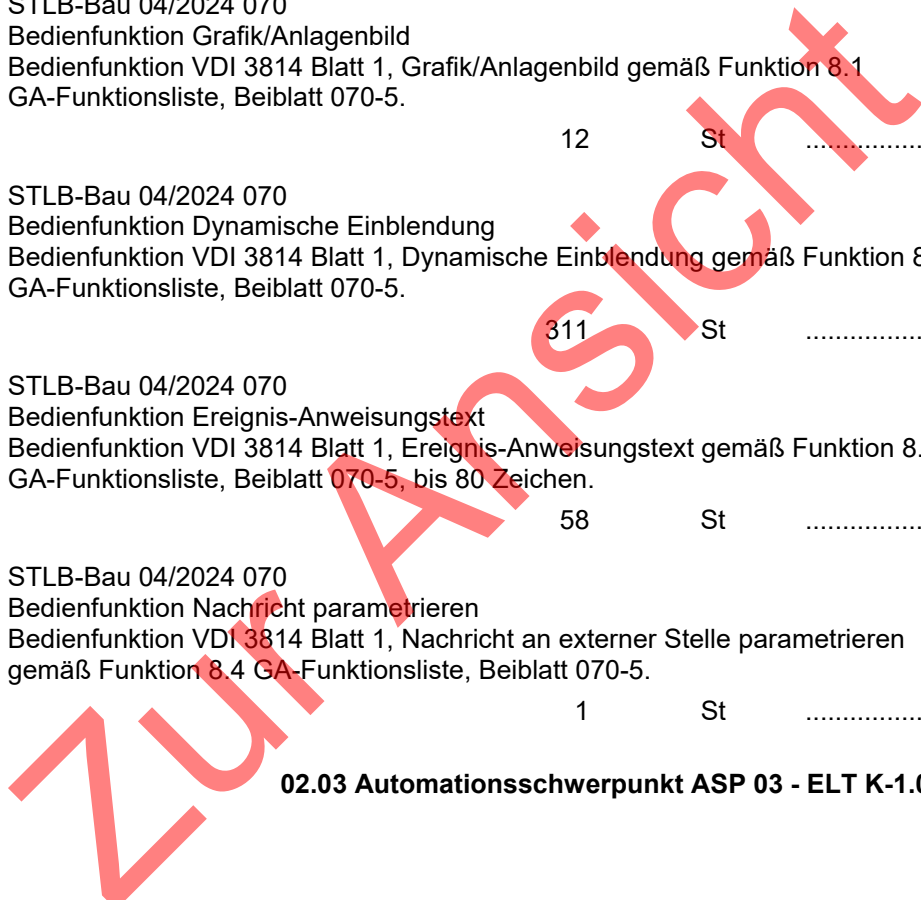 STLB-Bau 04/2024 070
Bedienfunktion Grafik/Anlagenbild
Bedienfunktion VDI 3814 Blatt 1, Grafik/Anlagenbild gemäß Funktion 8.1
GA-Funktionsliste, Beiblatt 070-5.
12 St ................
STLB-Bau 04/2024 070
Bedienfunktion Dynamische Einblendung
Bedienfunktion VDI 3814 Blatt 1, Dynamische Einblendung gemäß Funktion 8
GA-Funktionsliste, Beiblatt 070-5.
311 St ................
STLB-Bau 04/2024 070
Bedienfunktion Ereignis-Anweisungstext
Bedienfunktion VDI 3814 Blatt 1, Ereignis-Anweisungstext gemäß Funktion 8.
GA-Funktionsliste, Beiblatt 070-5, bis 80 Zeichen.
58 St ................
STLB-Bau 04/2024 070
Bedienfunktion Nachricht parametrieren
Bedienfunktion VDI 3814 Blatt 1, Nachricht an externer Stelle parametrieren
gemäß Funktion 8.4 GA-Funktionsliste, Beiblatt 070-5.
1 St ................
02.03 Automationsschwerpunkt ASP 03 - ELT K-1.0
Zur Ansicht